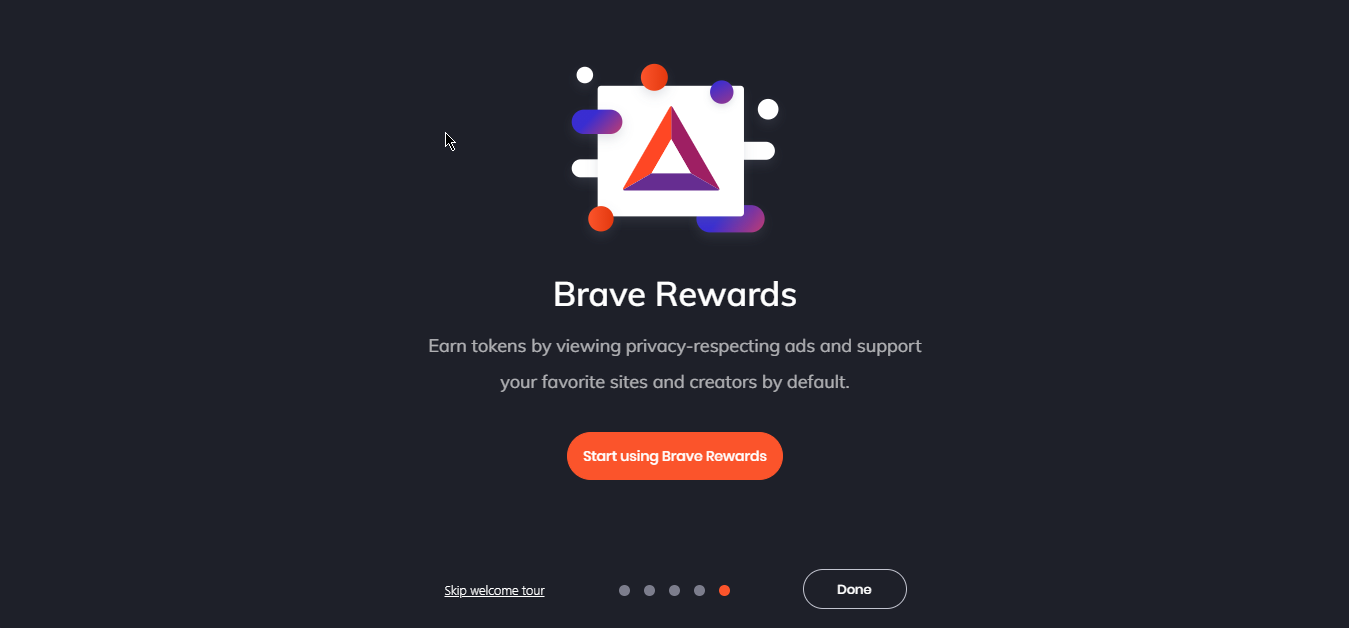 Brave Rewards
Earn tokens by viewing privacy-respecting ads and support
your favorite sites and creators by default.
Start using Brave Rewards
Skip welcome tour
Done